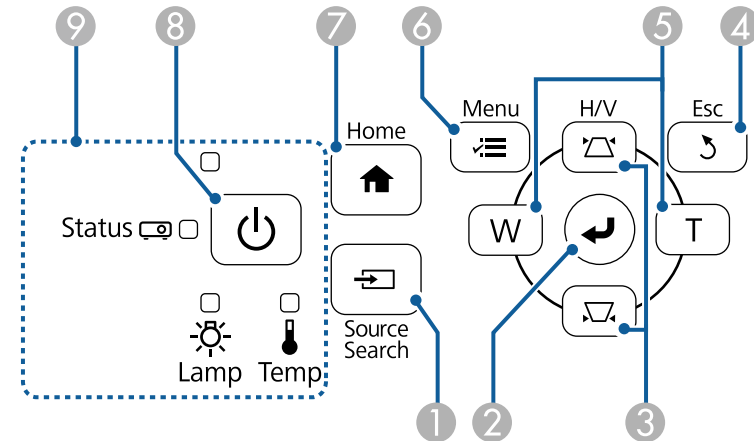 9 8 7 6 5 4
Menu H/V Esc
Home
Status W T
Source
Search
Lamp Temp
1 2 3